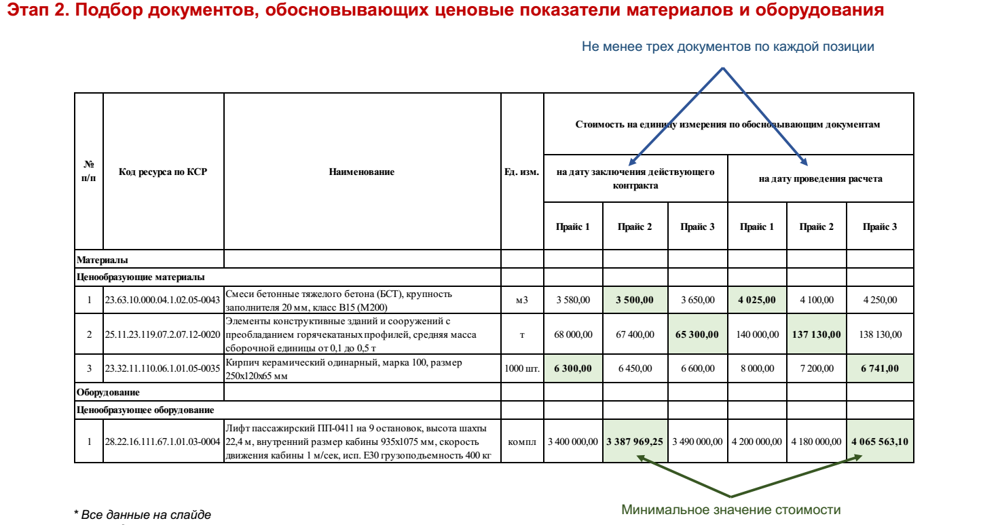 Этап 2. Подбор документов, обосновывающих ценовые показатели материалов и оборудования
Не менее трех документов по каждой позиции
№ п/п
Код ресурса по КСР
Наименование
Ед. изм.
Стоимость на единицу измерения по обосновывающим документам
на дату заключения действующего
контракта
на дату проведения расчета
Прайс 1 Прайс 2 Прайс 3 Прайс 1 Прайс 2 Прайс 3
Материалы
Ценообразующие материалы
1 23.63.10.000.04.1.02.05-0043 Смеси бетонные тяжелого бетона (БСТ), крупность
заполнителя 20 мм, класс В15 (М200)
м3 3 580,00 3 500,00 3 650,00 4 025,00 4 100,00 4 250,00
2 25.11.23.119.07.2.07.12-0020 Элементы конструктивные зданий и сооружений с
преобладанием горячекатаных профилей, средняя масса
сборочной единицы от 0,1 до 0,5 т
т 68 000,00 67 400,00 65 300,00 140 000,00 137 130,00 138 130,00
3 23.32.11.110.06.1.01.05-0035 Кирпич керамический одинарный, марка 100, размер
250х120х65 мм
1000 шт. 6 300,00 6 450,00 6 600,00 8 000,00 7 200,00 6 741,00
Оборудование
Ценообразующее оборудование
1 28.22.16.111.67.1.01.03-0004 Лифт пассажирский ПП-0411 на 9 остановок, высота шахты
22,4 м, внутренний размер кабины 935х1075 мм, скорость
движения кабины 1 м/сек, исп. Е30 грузоподъемность 400 кг
компл 3 400 000,00 3 387 969,25 3 490 000,00 4 200 000,00 4 180 000,00 4 065 563,10
Минимальное значение стоимости
* Все данные на слайде